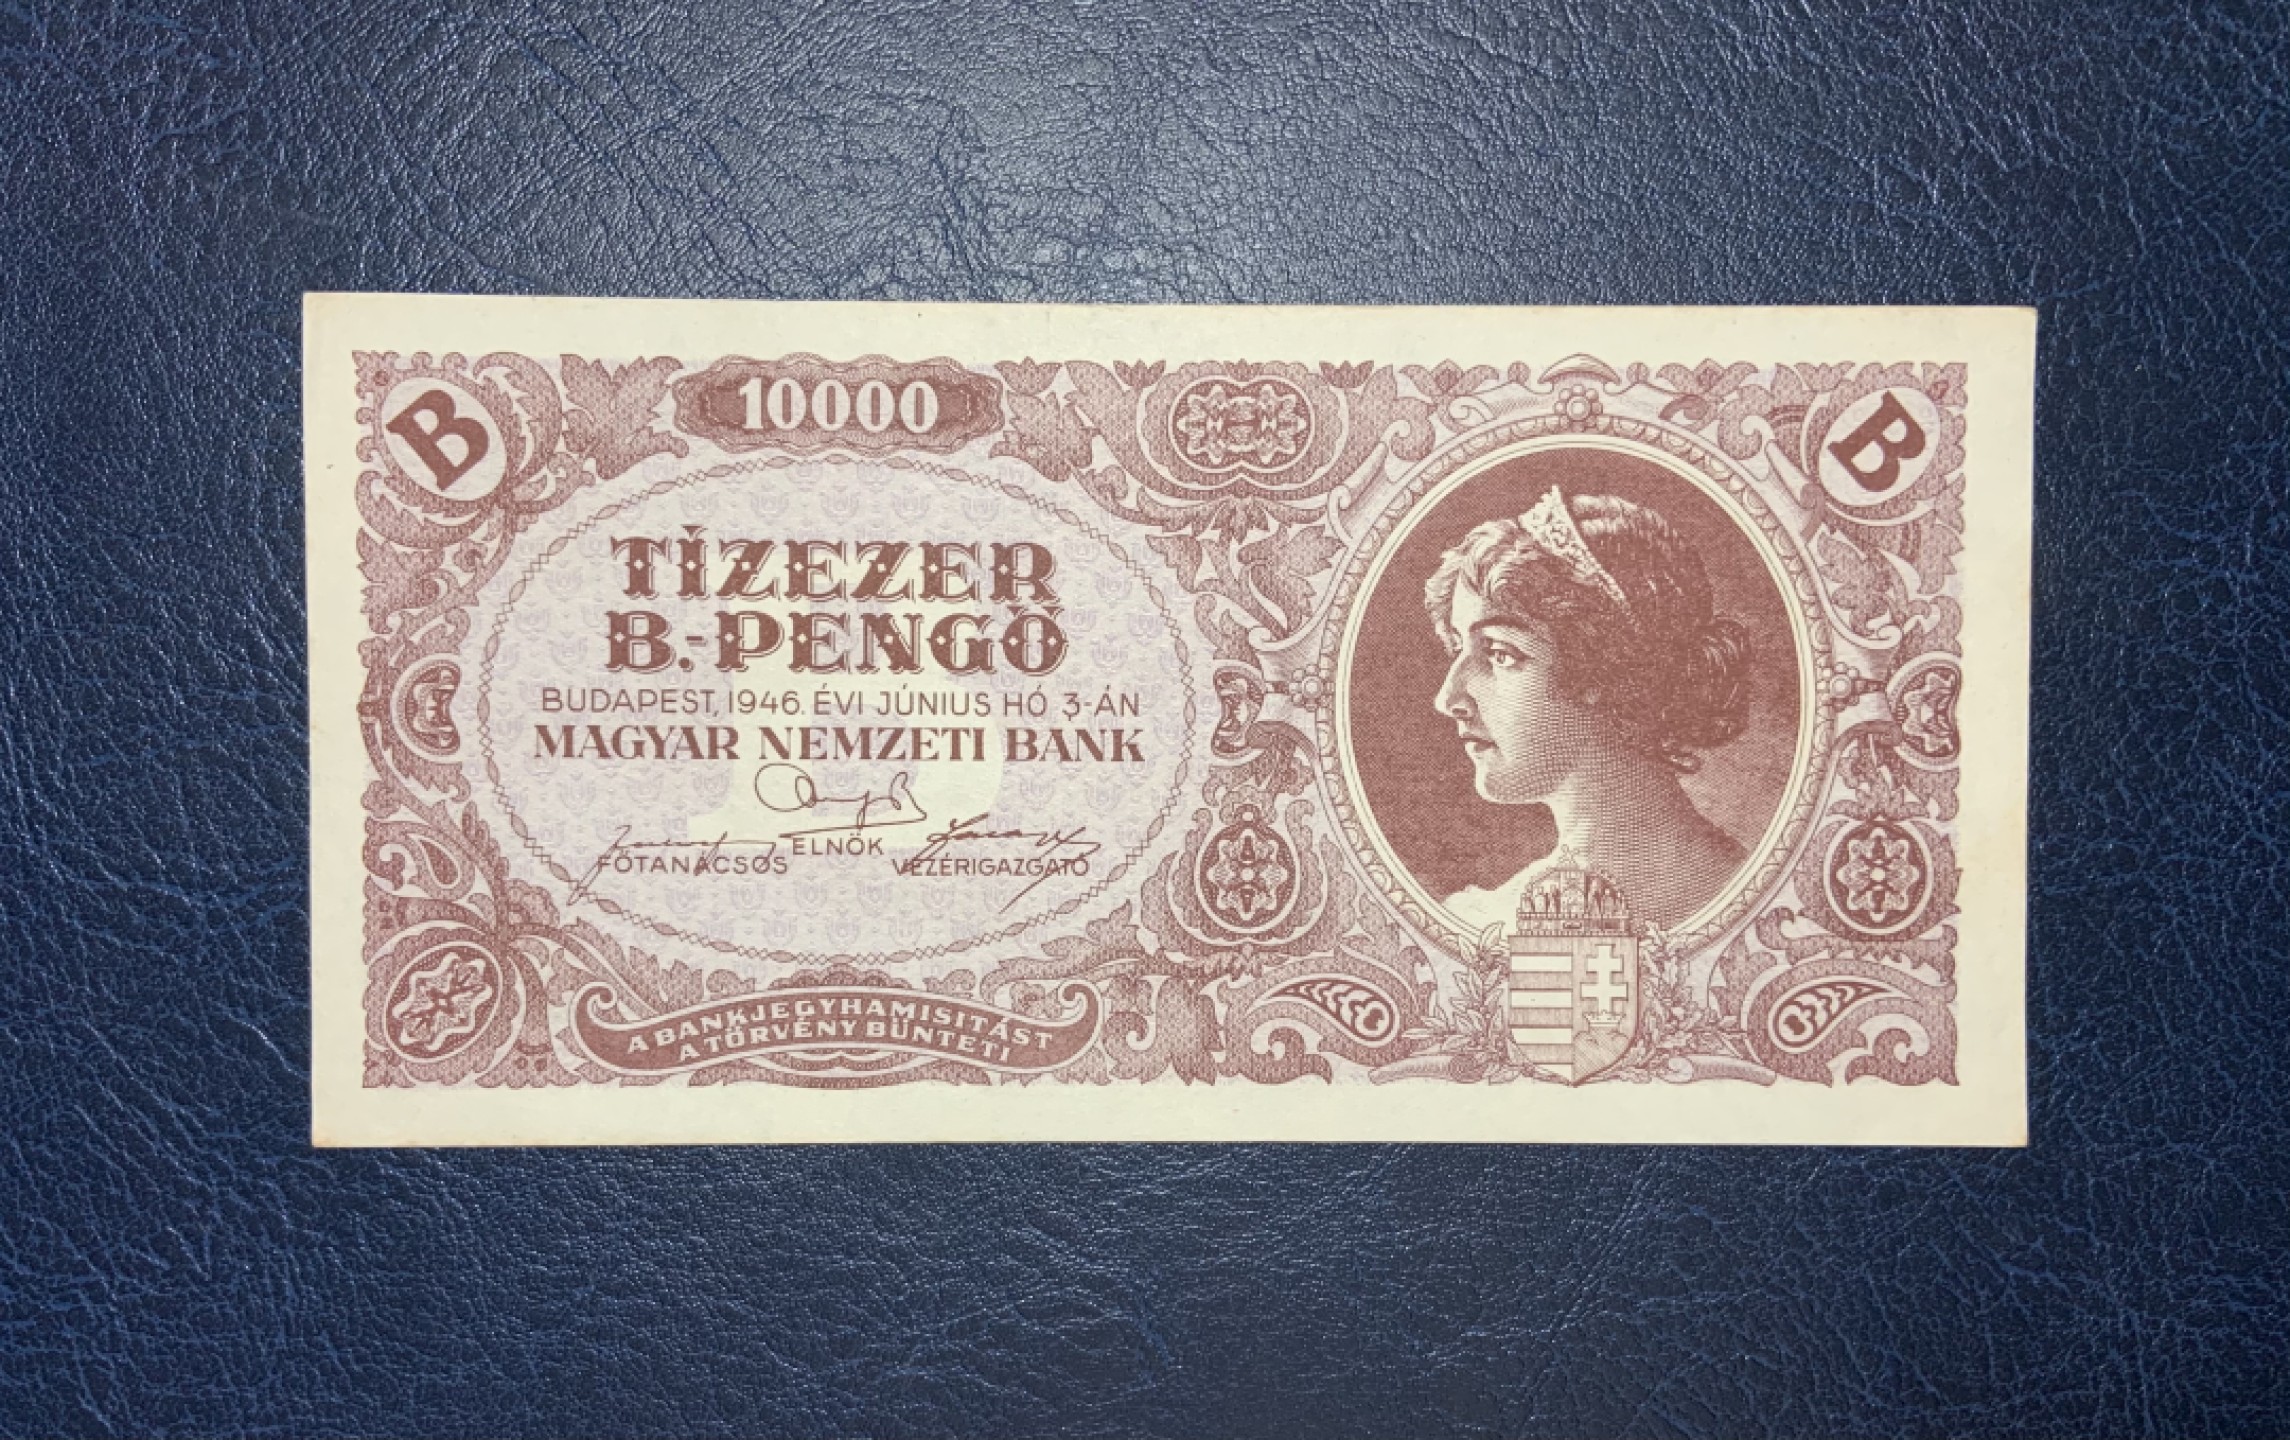 B
10000
B
TÍZEZER
B.-PENGŐ
BUDAPEST, 1946. ÉVI JÚNIUS HÓ 3-ÁN
MAGYAR NEMZETI BANK
ELNÖK
FŐTANÁCSOS VEZÉRIGAZGATÓ
A BANKJEGYHAMISITÁST
A TÖRVÉNY BÜNTETI